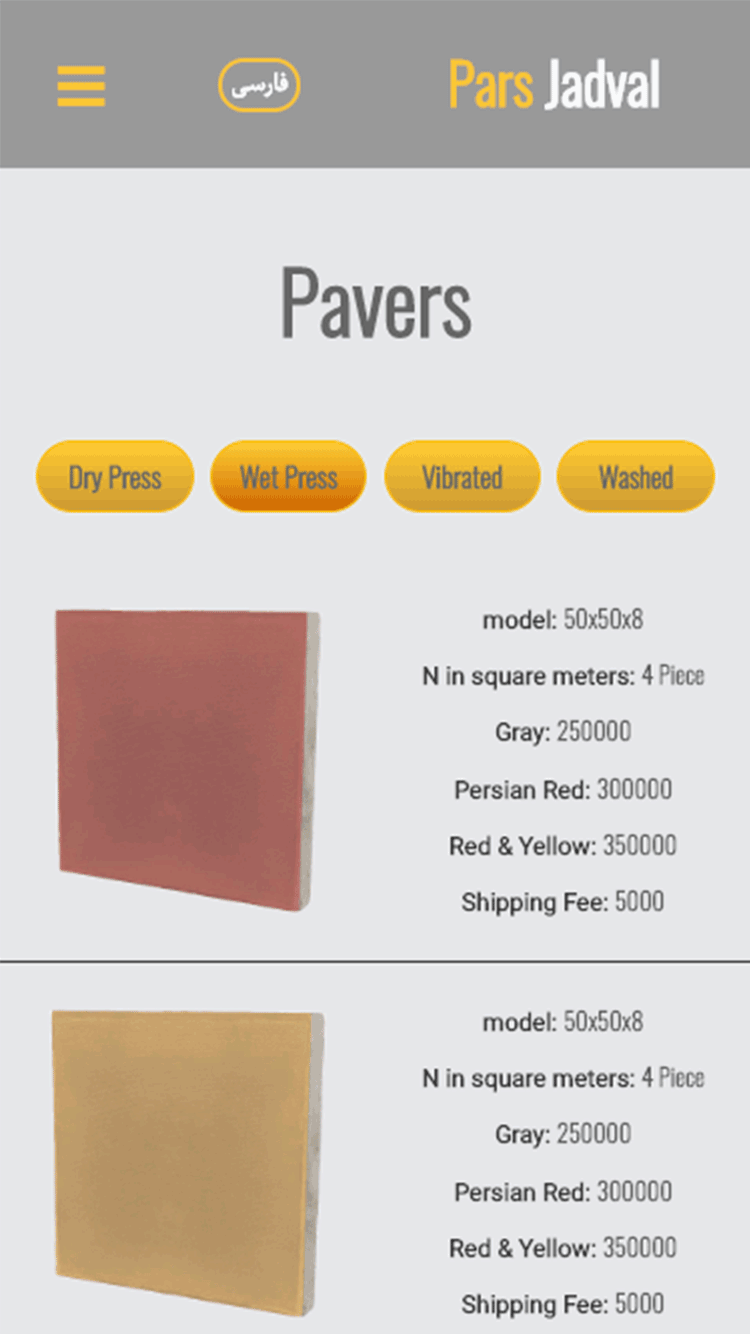 فارسی
Pars Jadval
Pavers
Dry Press
Wet Press
Vibrated
Washed
model: 50x50x8
N in square meters: 4 Piece
Gray: 250000
Persian Red: 300000
Red & Yellow: 350000
Shipping Fee: 5000
model: 50x50x8
N in square meters: 4 Piece
Gray: 250000
Persian Red: 300000
Red & Yellow: 350000
Shipping Fee: 5000